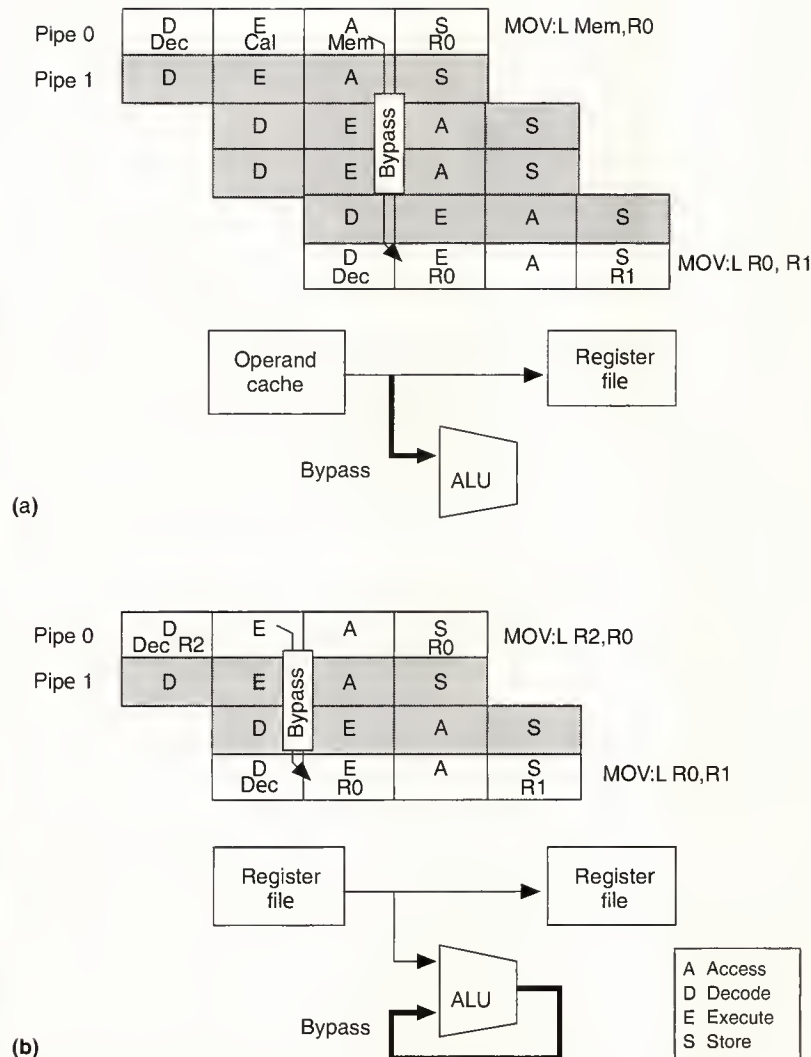 D E A S
Pipe 0 Dec Cal Mem R0 MOV:L Mem,R0
Pipe 1 D E A S
D E A S
D E A S
D E A S
D E A S
Dec R0 R1 MOV:L R0, R1
Bypass
Operand
cache
Register
file
Bypass
ALU
(a)
D E A S
Pipe 0 Dec R2 R0 MOV:L R2,R0
Pipe 1 D E A S
D E A S
D E A S
Dec R0 R1 MOV:L R0,R1
Bypass
Register
file
Register
file
ALU
Bypass
A Access
D Decode
E Execute
S Store
(b)